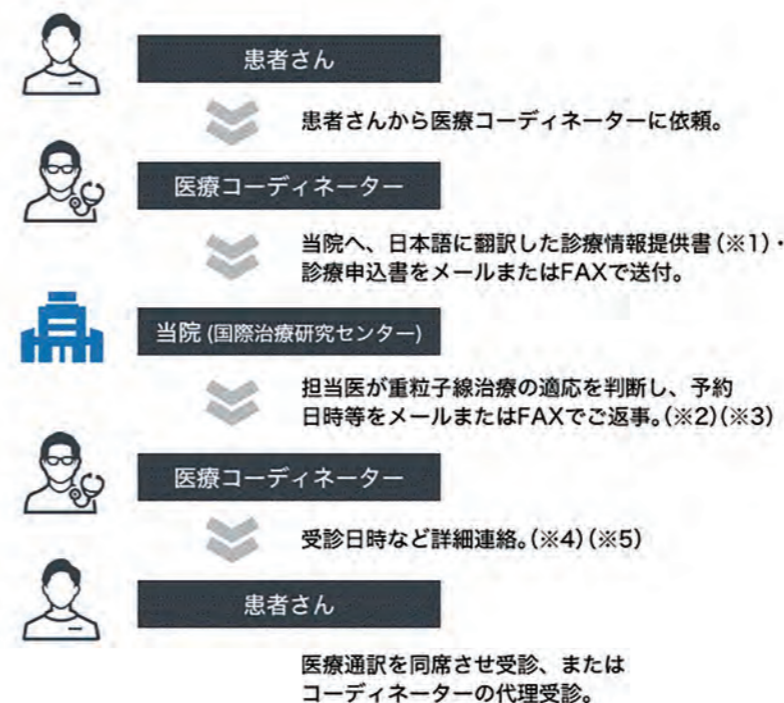 患者さん
患者さんから医療コーディネーターに依頼。
医療コーディネーター
当院へ、日本語に翻訳した診療情報提供書(※1)・
診療申込書をメールまたはFAXで送付。
当院(国際治療研究センター)
担当医が重粒子線治療の適応を判断し、予約
日時等をメールまたはFAXでご返事。(※2)(※3)
医療コーディネーター
受診日時など詳細連絡。(※4)(※5)
患者さん
医療通訳を同席させ受診、または
コーディネーターの代理受診。